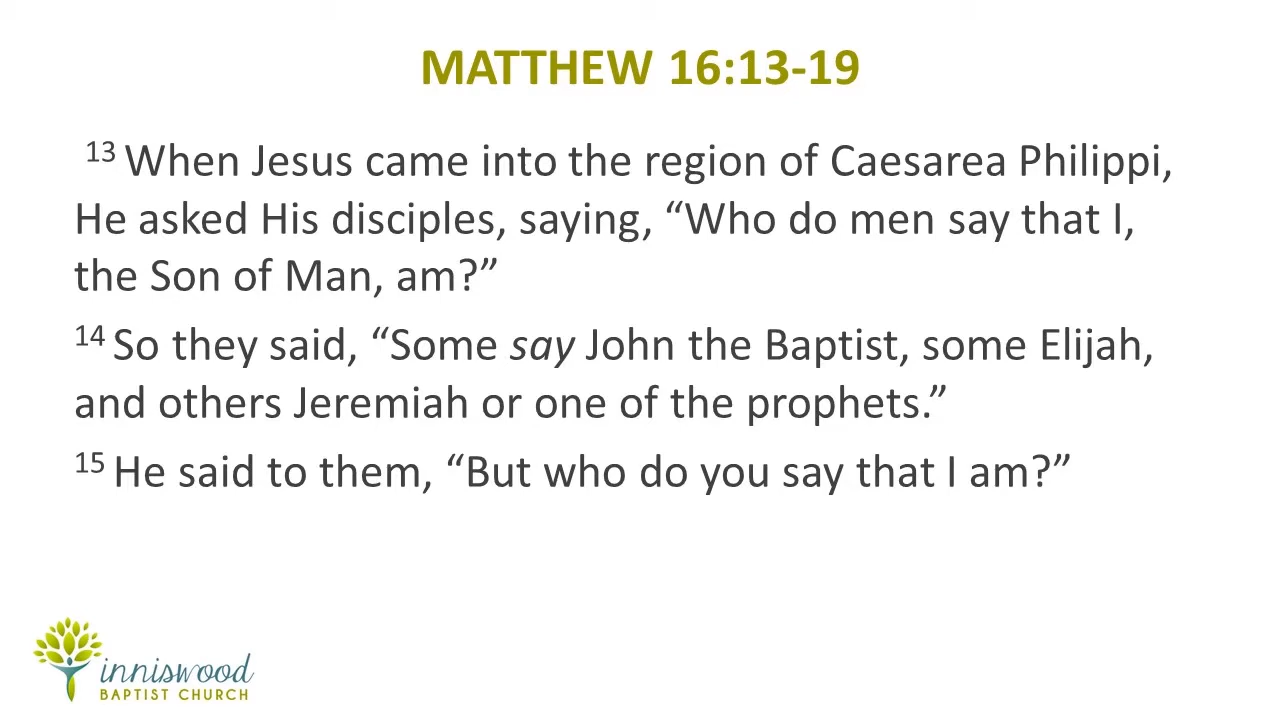 MATTHEW 16:13-19
13 When Jesus came into the region of Caesarea Philippi,
He asked His disciples, saying, “Who do men say that I,
the Son of Man, am?”
14 So they said, “Some say John the Baptist, some Elijah,
and others Jeremiah or one of the prophets.”
15 He said to them, “But who do you say that I am?”
inniswood
BAPTIST CHURCH